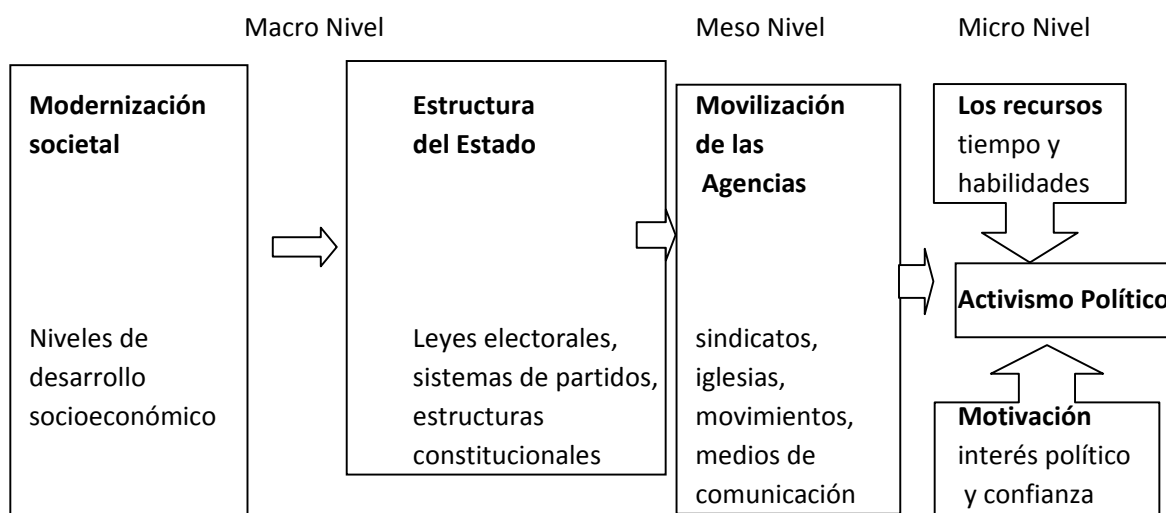 Macro Nivel
Meso Nivel
Micro Nivel
Modernización
societal
Niveles de
desarrollo
socioeconómico
Estructura
del Estado
Leyes electorales,
sistemas de partidos,
estructuras
constitucionales
Movilización
de las
Agencias
sindicatos,
iglesias,
movimientos,
medios de
comunicación
Los recursos
tiempo y
habilidades
Activismo Político
Motivación
interés político
y confianza